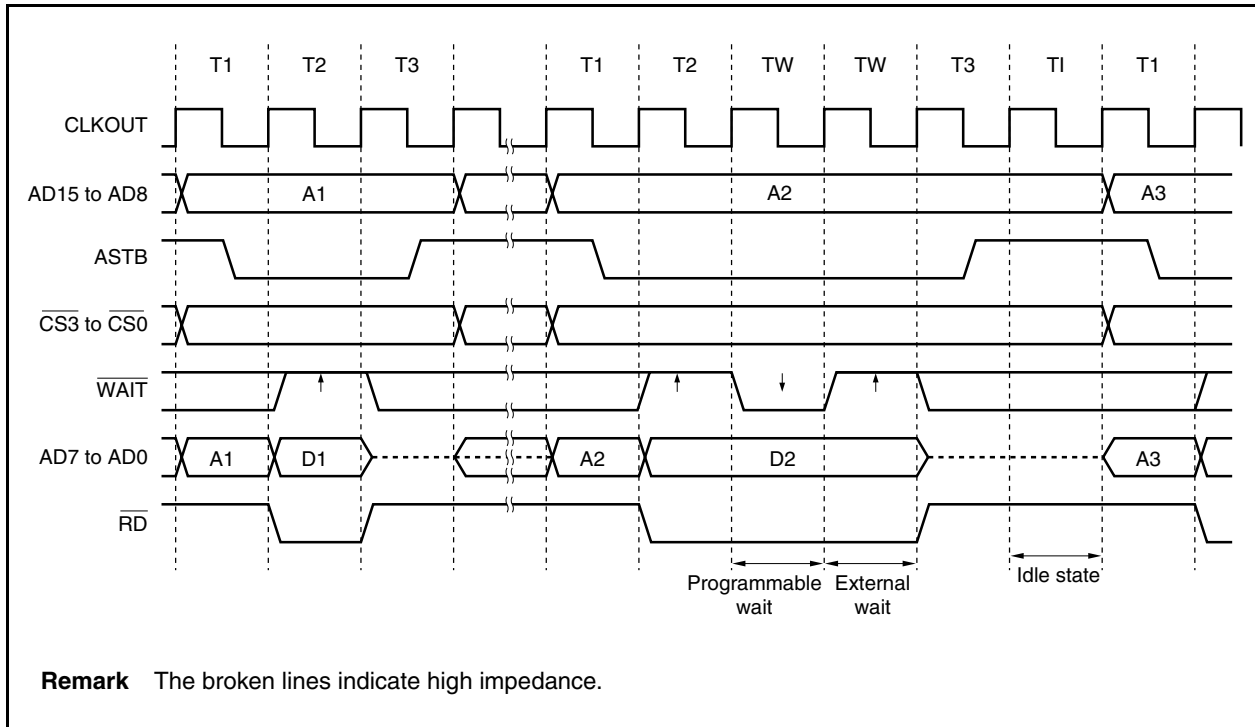 T1 T2 T3 T1 T2 TW TW T3 TI T1
CLKOUT
AD15 to AD8 A1 A2 A3
ASTB
CS3 to CS0
WAIT
AD7 to AD0 A1 D1 A2 D2 A3
RD
Programmable wait
External wait
Idle state
Remark The broken lines indicate high impedance.